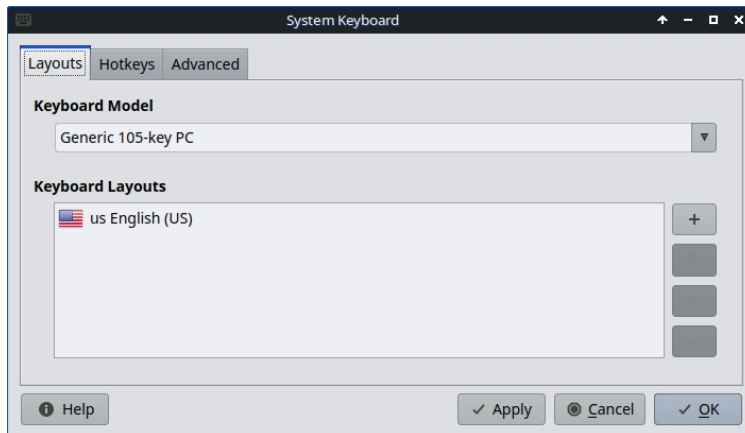 System Keyboard
Layouts Hotkeys Advanced
Keyboard Model
Generic 105-key PC
Keyboard Layouts
us English (US)
+
Help Apply Cancel OK